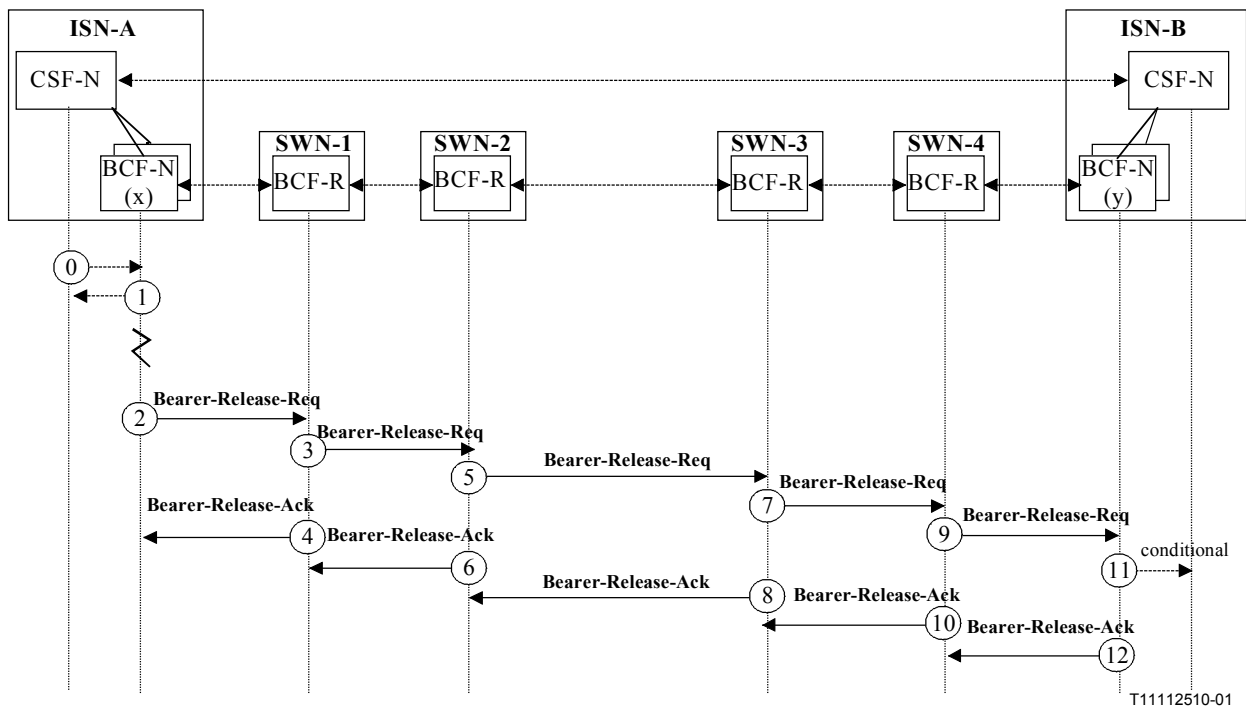 ISN-A
ISN-B
CSF-N
CSF-N
SWN-1
SWN-2
SWN-3
SWN-4
BCF-N
(x)
BCF-R
BCF-R
BCF-R
BCF-R
BCF-N
(y)
0
1
Bearer-Release-Req
2
Bearer-Release-Req
3
Bearer-Release-Req
5
Bearer-Release-Req
7
Bearer-Release-Ack
Bearer-Release-Req
4
Bearer-Release-Ack
9
conditional
6
11
Bearer-Release-Ack
8
Bearer-Release-Ack
10
Bearer-Release-Ack
12
T11112510-01